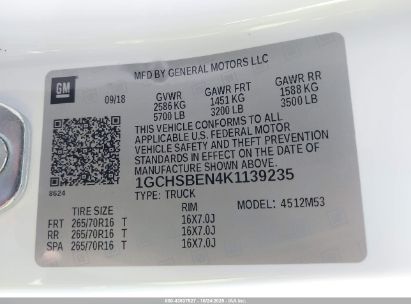 MFD BY GENERAL MOTORS LLC
GM
09/18
GVWR GAWR FRT GAWR RR
2586 KG 1451 KG 1588 KG
5700 LB 3200 LB 3500 LB
THIS VEHICLE CONFORMS TO ALL
APPLICABLE U.S. FEDERAL MOTOR
VEHICLE SAFETY, BUMPER, AND THEFT
PREVENTION STANDARDS IN EFFECT ON
THE DATE OF MANUFACTURE SHOWN ABOVE.
1GCHSBEN4K1139235
8624
TYPE: TRUCK
MODEL: 4512M53
TIRE SIZE RIM
FRT 265/70R16 T 16X7.0J
RR 265/70R16 T 16X7.0J
SPA 265/70R16 T 16X7.0J